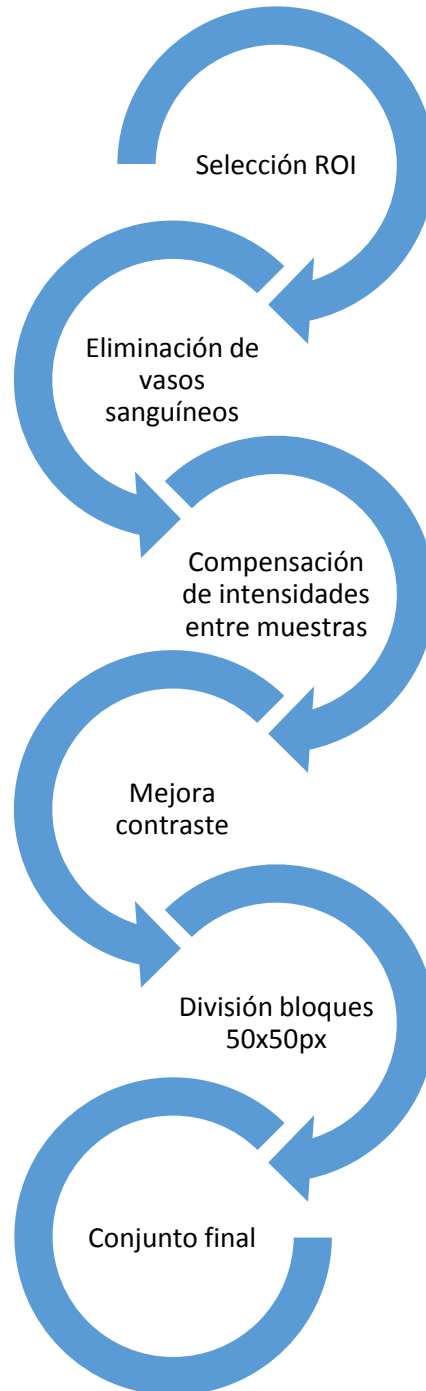 Selección ROI
Eliminación de
vasos
sanguíneos
Compensación
de intensidades
entre muestras
Mejora
contraste
División bloques
50x50px
Conjunto final